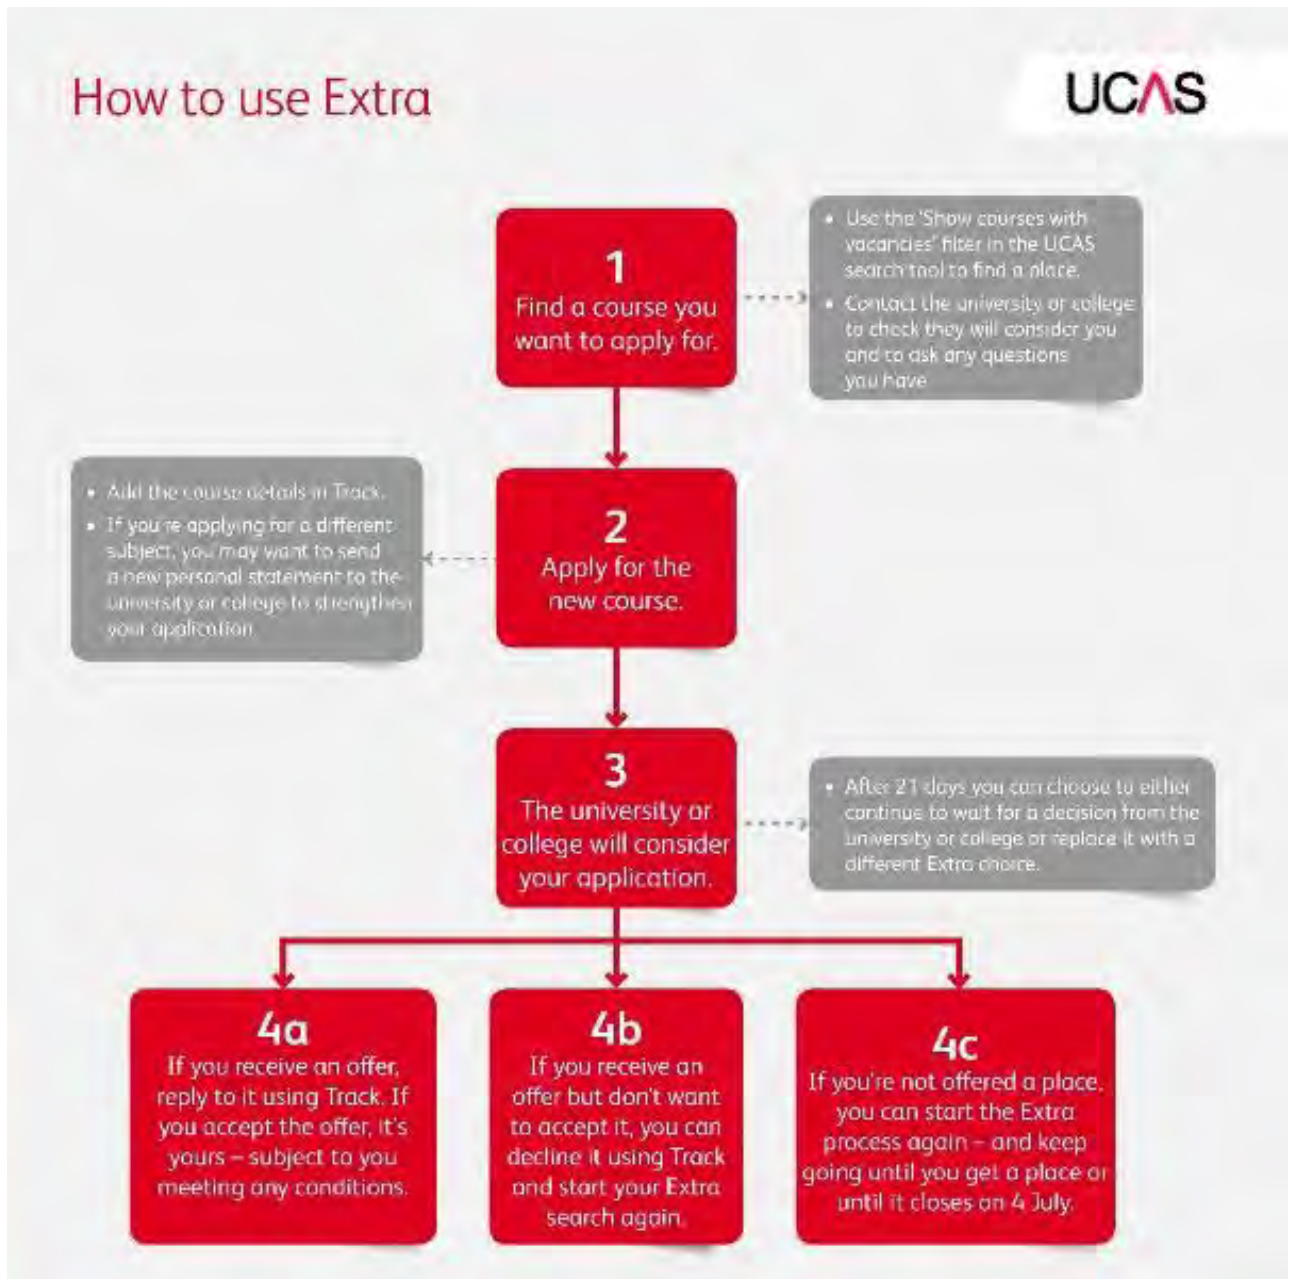 How to use Extra
UCAS
1
Find a course you
want to apply for.
• Use the 'Show courses with
vacancies' filter in the UCAS
search tool to find a place.
• Contact the university or college
to check they will consider you
and to ask any questions
you have
2
Apply for the
new course.
• Add the course details in Track.
• If you're applying for a different
subject, you may want to send
a new personal statement to the
university or college to strengthen
your application
3
The university or
college will consider
your application.
• After 21 days you can choose to either
continue to wait for a decision from the
university or college or replace it with a
different Extra choice.
4a
If you receive an offer,
reply to it using Track. If
you accept the offer, it's
yours – subject to you
meeting any conditions.
4b
If you receive an
offer but don't want
to accept it, you can
decline it using Track
and start your Extra
search again.
4c
If you're not offered a place,
you can start the Extra
process again – and keep
going until you get a place or
until it closes on 4 July.